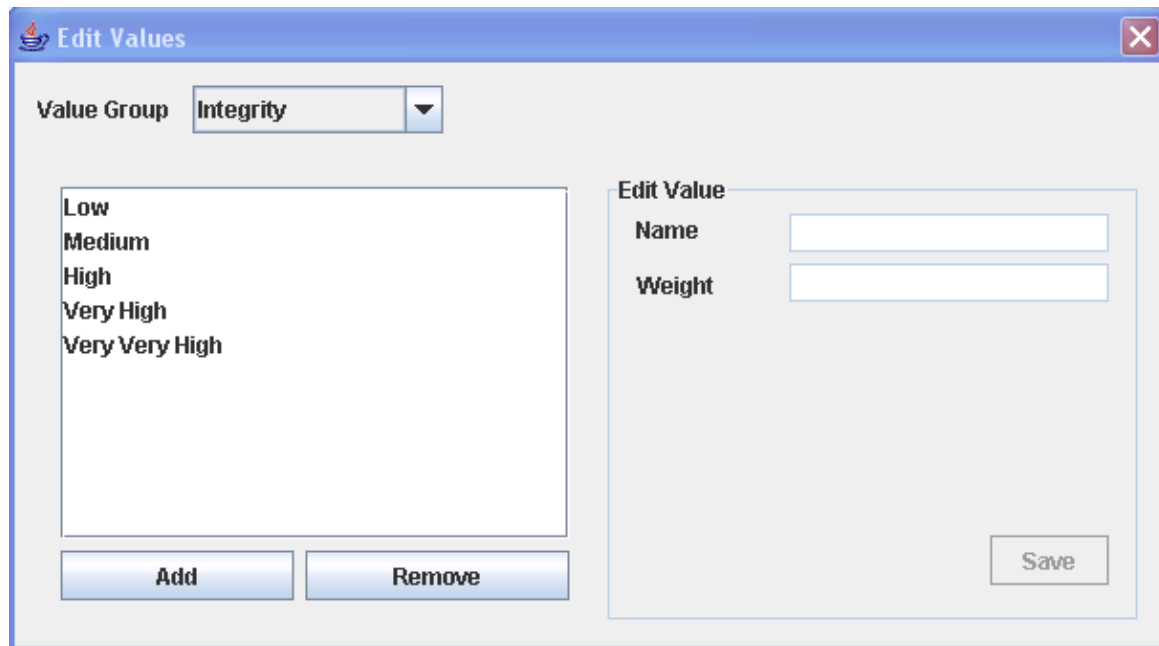 Edit Values
Value Group Integrity
Low
Medium
High
Very High
Very Very High
Add Remove
Edit Value
Name
Weight
Save